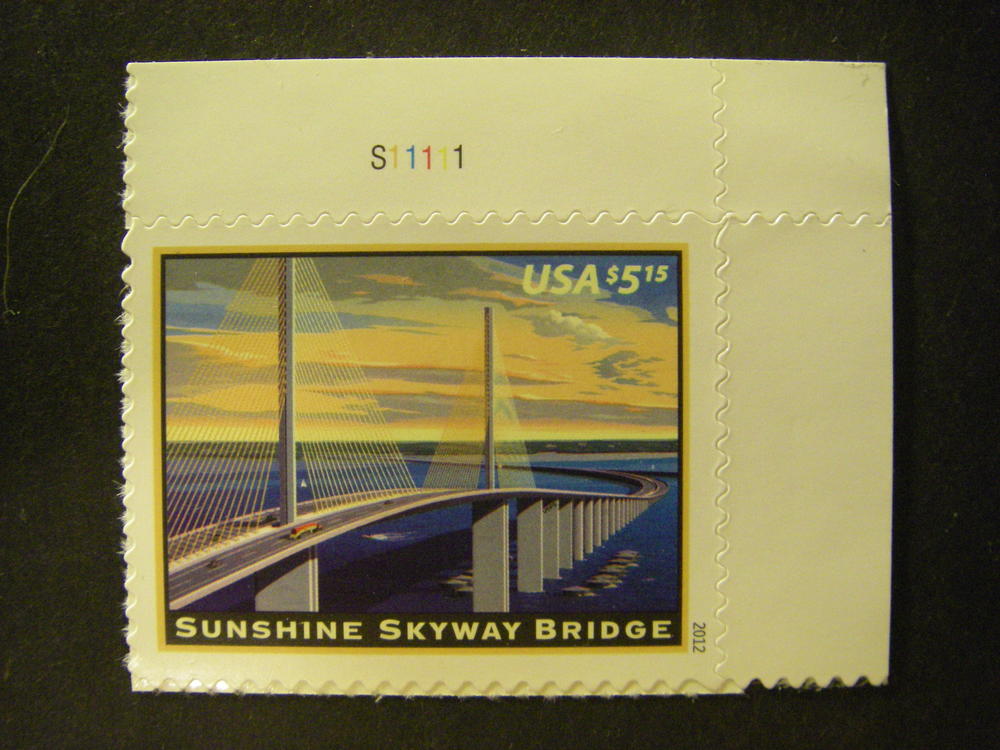 S11111
USA $5 15
SUNSHINE SKYWAY BRIDGE
2012